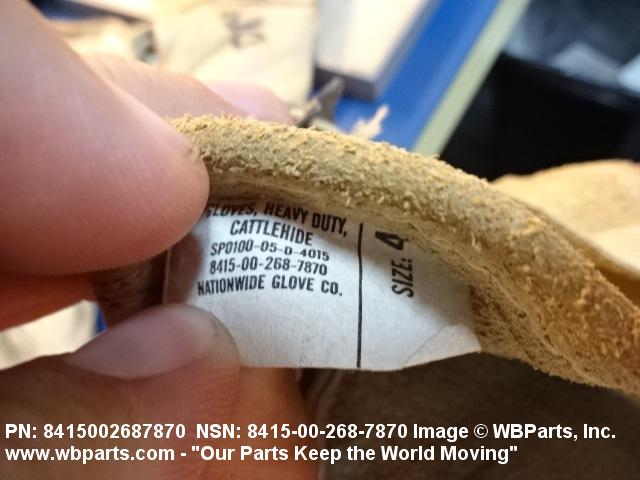 GLOVES, HEAVY DUTY,
CATTLEHIDE
SP0100-05-D-4015
8415-00-268-7870
NATIONWIDE GLOVE CO.
SIZE: 4
PN: 8415002687870 NSN: 8415-00-268-7870 Image © WBParts, Inc.
www.wbparts.com - "Our Parts Keep the World Moving"